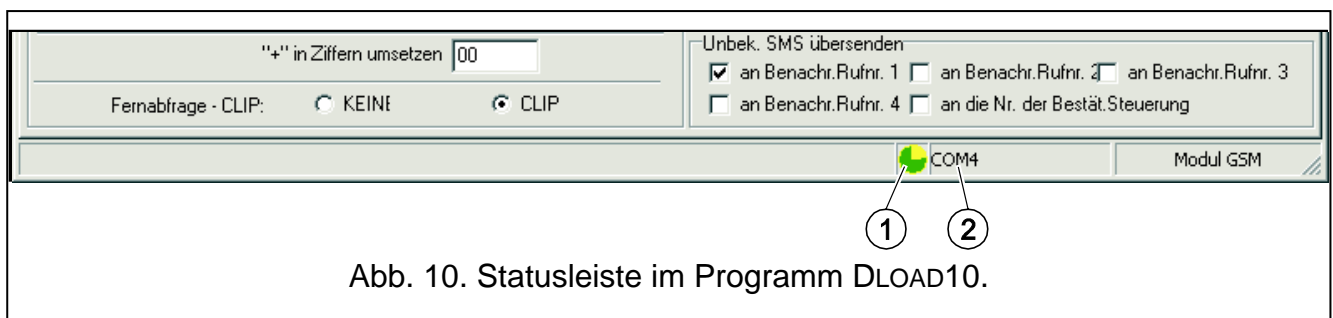 "+" in Ziffern umsetzen 00
Fernabfrage - CLIP: KEINE CLIP
Unbek. SMS übersenden
an Benachr.Rufnr. 1 an Benachr.Rufnr. 2 an Benachr.Rufnr. 3
an Benachr.Rufnr. 4 an die Nr. der Bestät.Steuerung
COM4 Modul GSM
1 2
Abb. 10. Statusleiste im Programm DLOAD10.